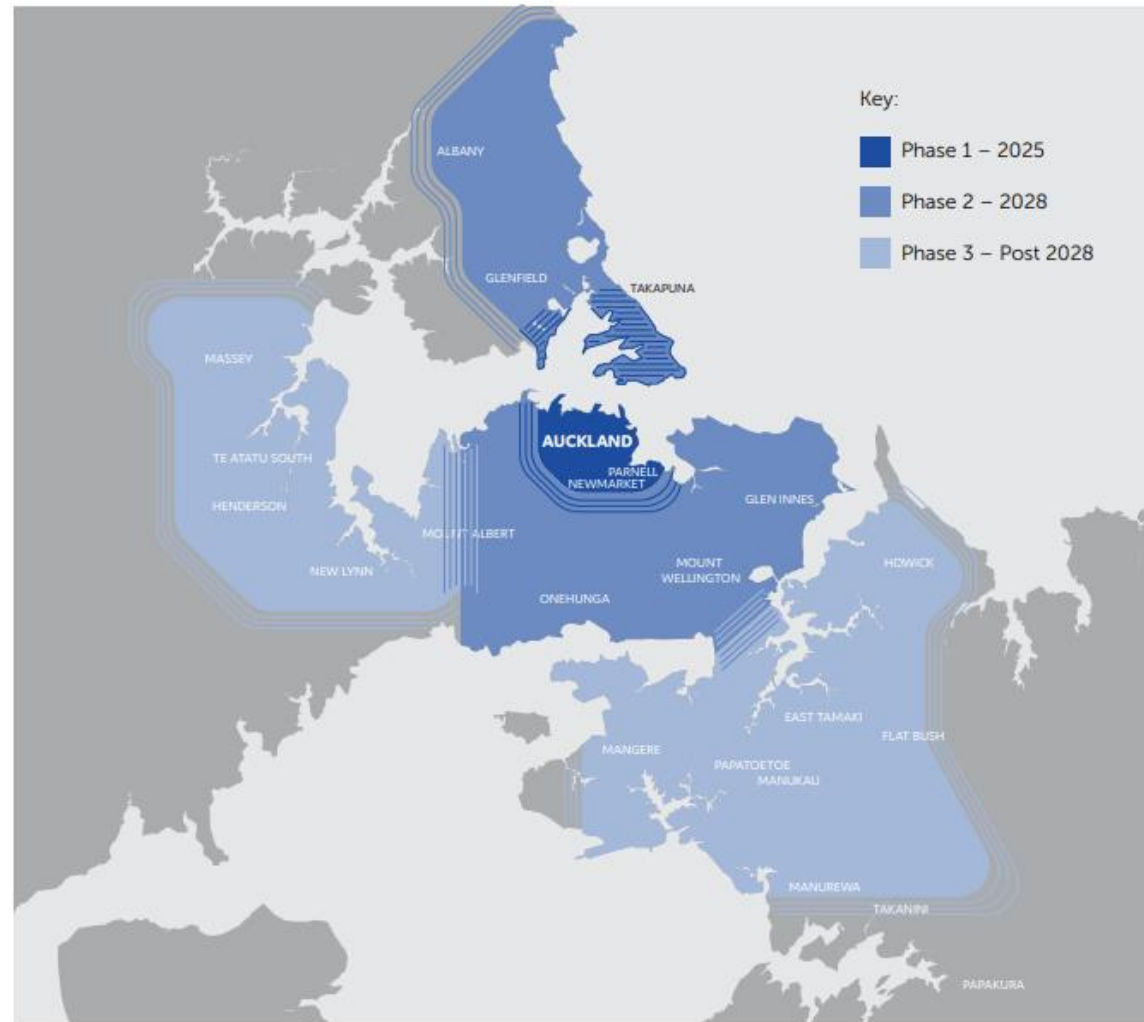 Key:
Phase 1 – 2025
Phase 2 – 2028
Phase 3 – Post 2028
ALBANY
GLENFIELD
TAKAPUNA
MASSEY
AUCKLAND
PARNELL
NEWMARKET
TE ATATU SOUTH
HENDERSON
GLEN INNES
MOUNT ALBERT
NEW LYNN
MOUNT
WELLINGTON
HOWICK
ONEHUNGA
EAST TAMAKI
FLAT BUSH
MANGERE
PAPATOETOE
MANUKAU
MANUREWA
TAKANINI
PAPAKURA